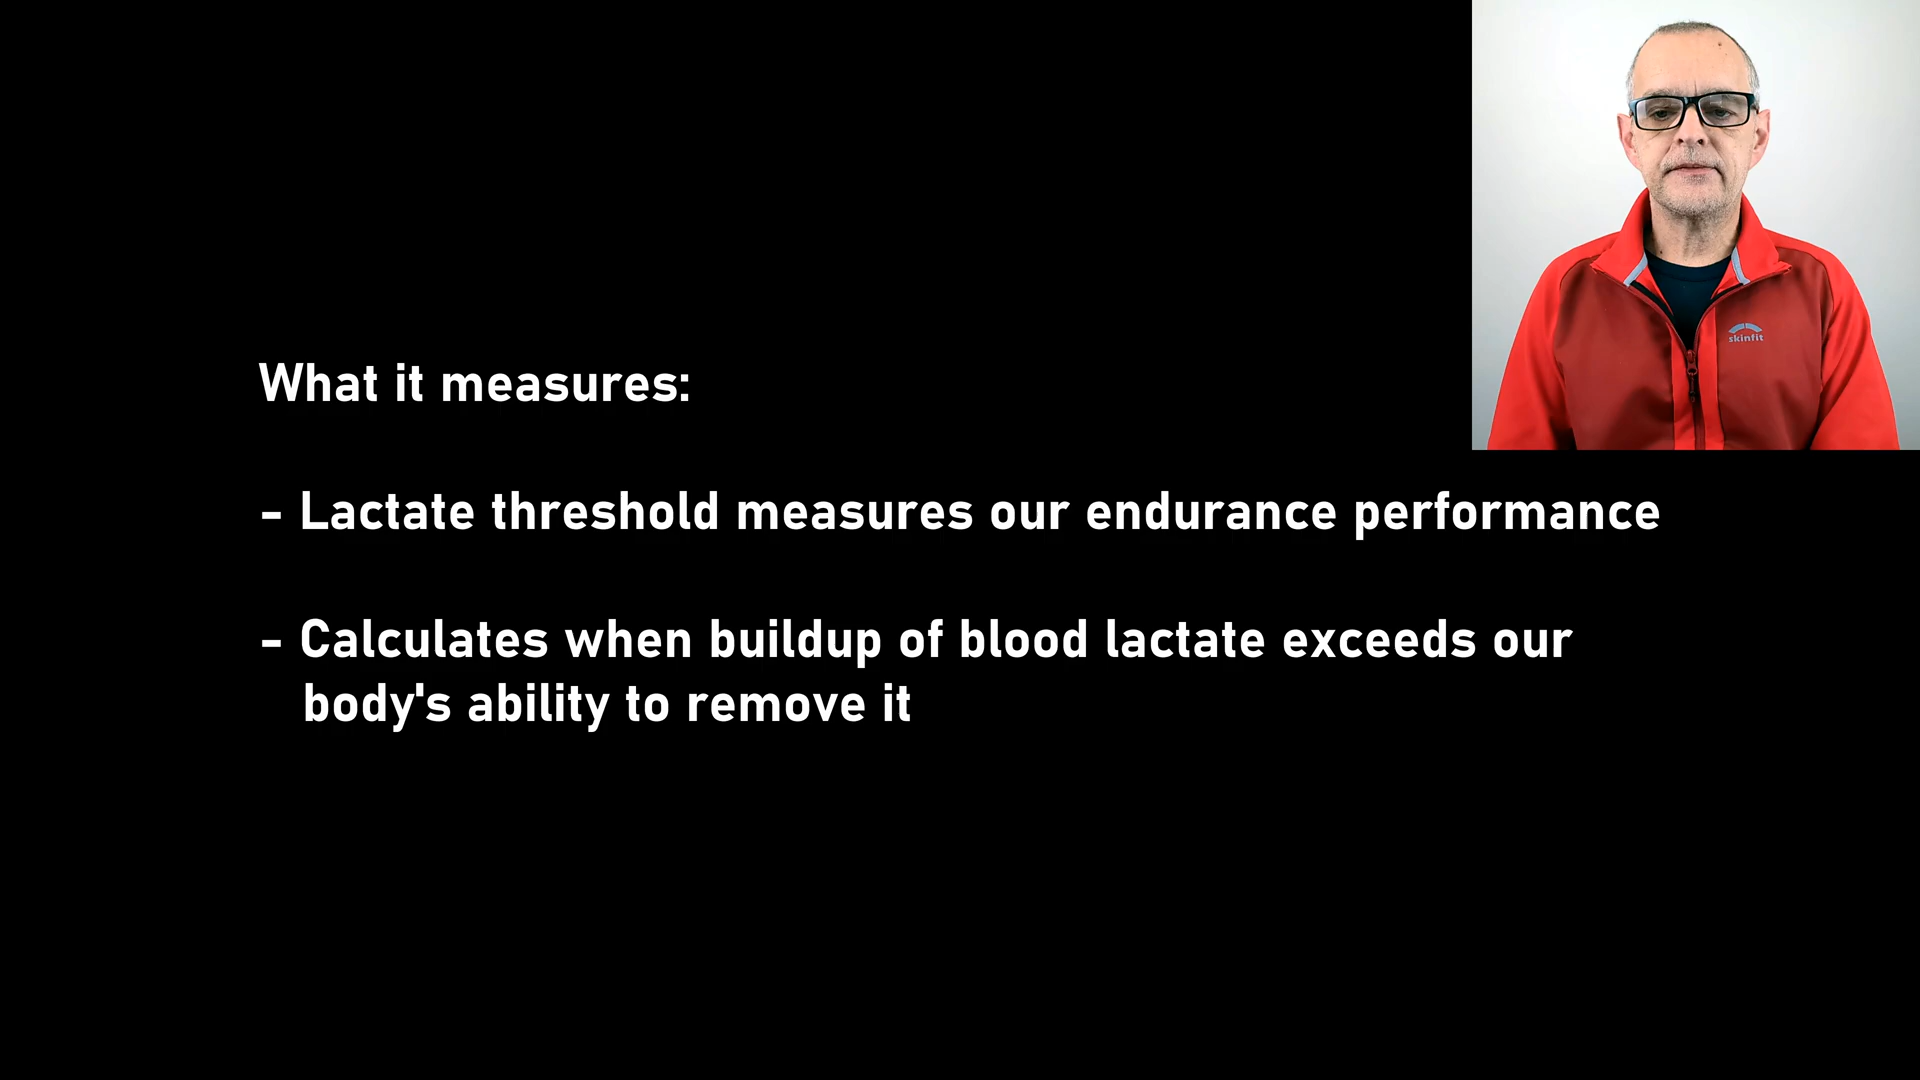 skinfit
What it measures:
- Lactate threshold measures our endurance performance
- Calculates when buildup of blood lactate exceeds our
body's ability to remove it